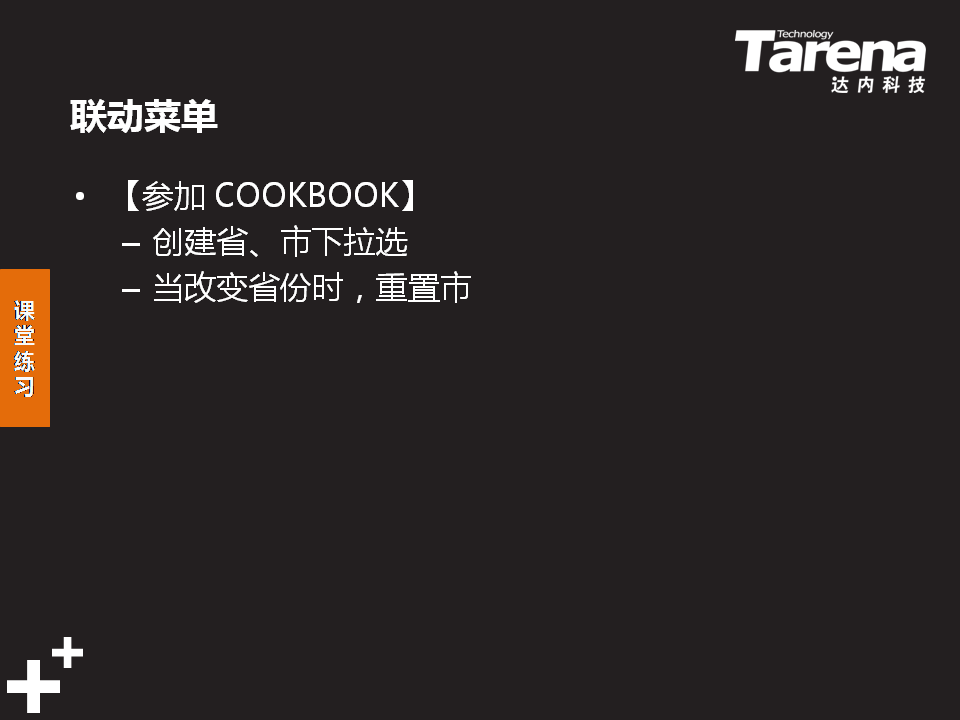 Technology
Tarena
达内科技
联动菜单
• 【参加 COOKBOOK】
– 创建省、市下拉选
– 当改变省份时，重置市
课
堂
练
习